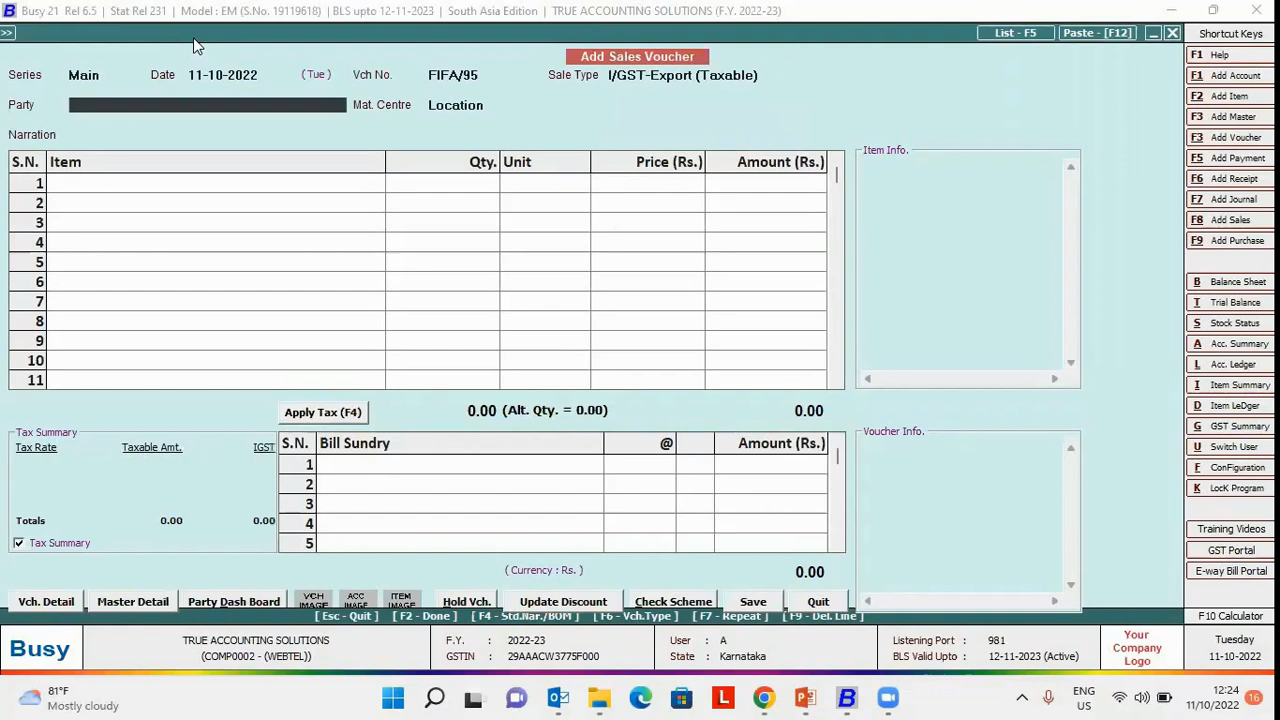 Busy 21 Rel 6.5 | Stat Rel 231 | Model : EM (S.No. 19119618) | BLS upto 12-11-2023 | South Asia Edition | TRUE ACCOUNTING SOLUTIONS (F.Y. 2022-23)
>> List - F5 Paste - [F12] Shortcut Keys
Add Sales Voucher
Series Main Date 11-10-2022 (Tue) Vch No. FIFA/95 Sale Type I/GST-Export (Taxable)
Party Mat. Centre Location
Narration
S.N. Item Qty. Unit Price (Rs.) Amount (Rs.)
1
2
3
4
5
6
7
8
9
10
11
Item Info.
Apply Tax (F4) 0.00 (Alt. Qty. = 0.00) 0.00
Tax Summary
Tax Rate Taxable Amt. IGST
Totals 0.00 0.00
Tax Summary
S.N. Bill Sundry @ Amount (Rs.)
1
2
3
4
5
Voucher Info.
( Currency : Rs. ) 0.00
Vch. Detail Master Detail Party Dash Board VCH IMAGE ACC IMAGE ITEM IMAGE Hold Vch. Update Discount Check Scheme Save Quit
[ Esc - Quit ] [ F2 - Done ] [ F4 - Std.Nar./BOM ] [ F6 - Vch.Type ] [ F7 - Repeat ] [ F9 - Del. Line ]
F1 Help
F1 Add Account
F2 Add Item
F3 Add Master
F3 Add Voucher
F5 Add Payment
F6 Add Receipt
F7 Add Journal
F8 Add Sales
F9 Add Purchase
B Balance Sheet
T Trial Balance
S Stock Status
A Acc. Summary
L Acc. Ledger
I Item Summary
D Item LeDger
G GST Summary
U Switch User
F ConFiguration
K LocK Program
Training Videos
GST Portal
E-way Bill Portal
F10 Calculator
Busy
TRUE ACCOUNTING SOLUTIONS
(COMP0002 - (WEBTEL))
F.Y. : 2022-23
GSTIN : 29AAACW3775F000
User : A
State : Karnataka
Listening Port : 981
BLS Valid Upto : 12-11-2023 (Active)
Your
Company
Logo
Tuesday
11-10-2022
81°F
Mostly cloudy
ENG
US
12:24
11/10/2022
16